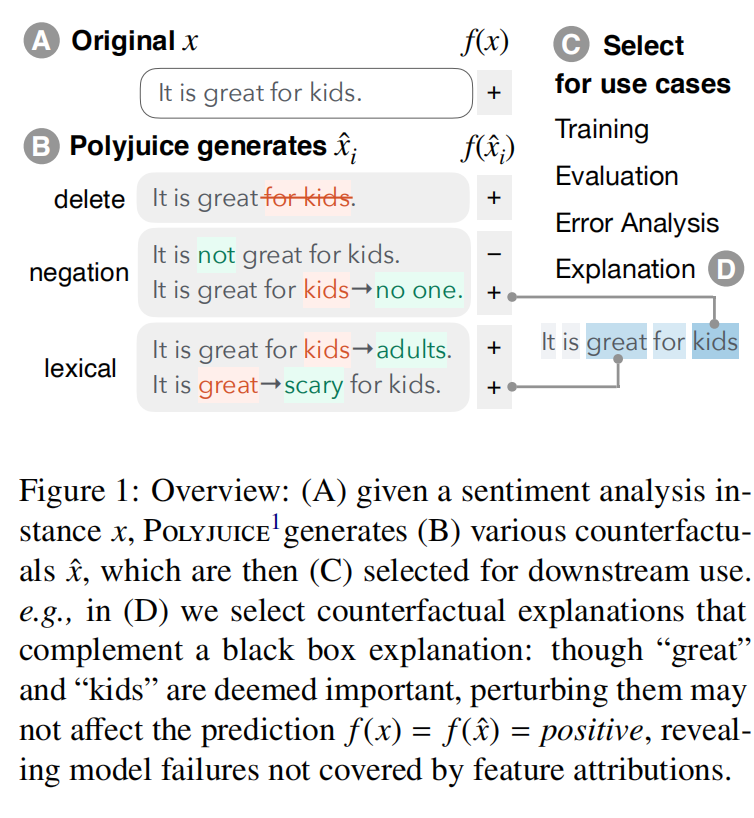 A Original x f(x)
It is great for kids. +
B Polyjuice generates x̂ᵢ f(x̂ᵢ)
delete It is great for kids. +
negation
It is not great for kids. −
It is great for kids→no one. +
lexical
It is great for kids→adults. +
It is great→scary for kids. +
C Select
for use cases
Training
Evaluation
Error Analysis
Explanation D
It is great for kids
Figure 1: Overview: (A) given a sentiment analysis in-
stance x, POLYJUICE¹generates (B) various counterfactu-
als x̂, which are then (C) selected for downstream use.
e.g., in (D) we select counterfactual explanations that
complement a black box explanation: though “great”
and “kids” are deemed important, perturbing them may
not affect the prediction f(x) = f(x̂) = positive, reveal-
ing model failures not covered by feature attributions.